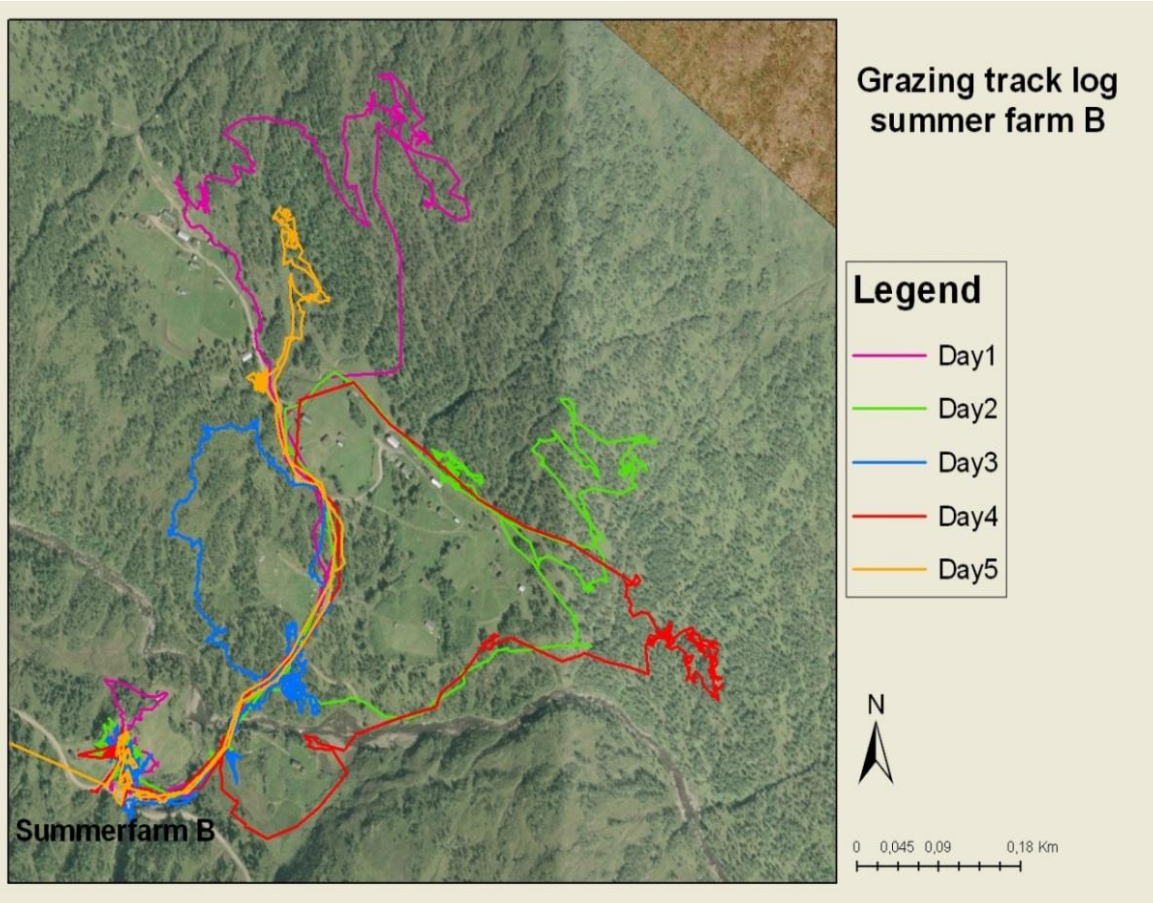 Grazing track log
summer farm B
Legend
Day1
Day2
Day3
Day4
Day5
N
0 0,045 0,09 0,18 Km
Summerfarm B